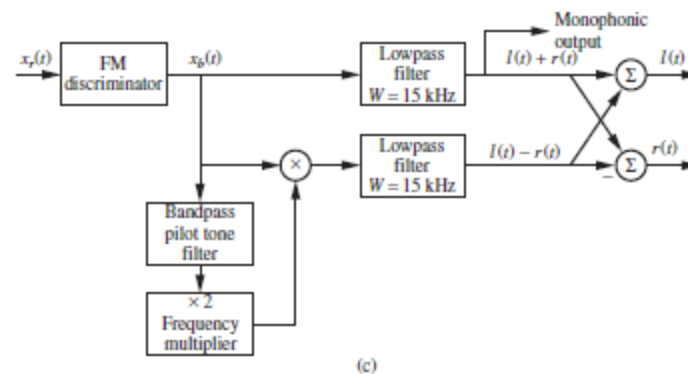 Monophonic
output
x_r(t)
FM
discriminator
x_b(t)
Lowpass
filter
W = 15 kHz
l(t) + r(t)
Σ
l(t)
×
Lowpass
filter
W = 15 kHz
l(t) − r(t)
−
Σ
r(t)
Bandpass
pilot tone
filter
× 2
Frequency
multiplier
(c)